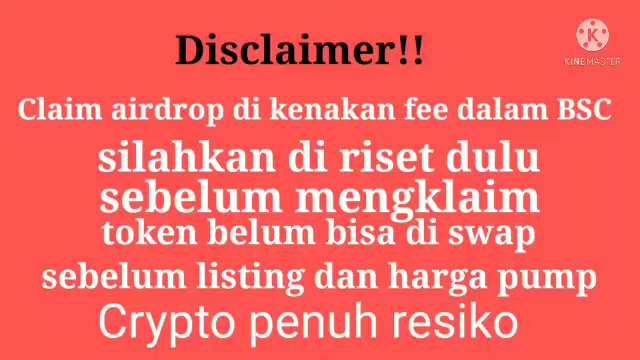 Disclaimer!!
KINEMASTER
Claim airdrop di kenakan fee dalam BSC
silahkan di riset dulu
sebelum mengklaim
token belum bisa di swap
sebelum listing dan harga pump
Crypto penuh resiko